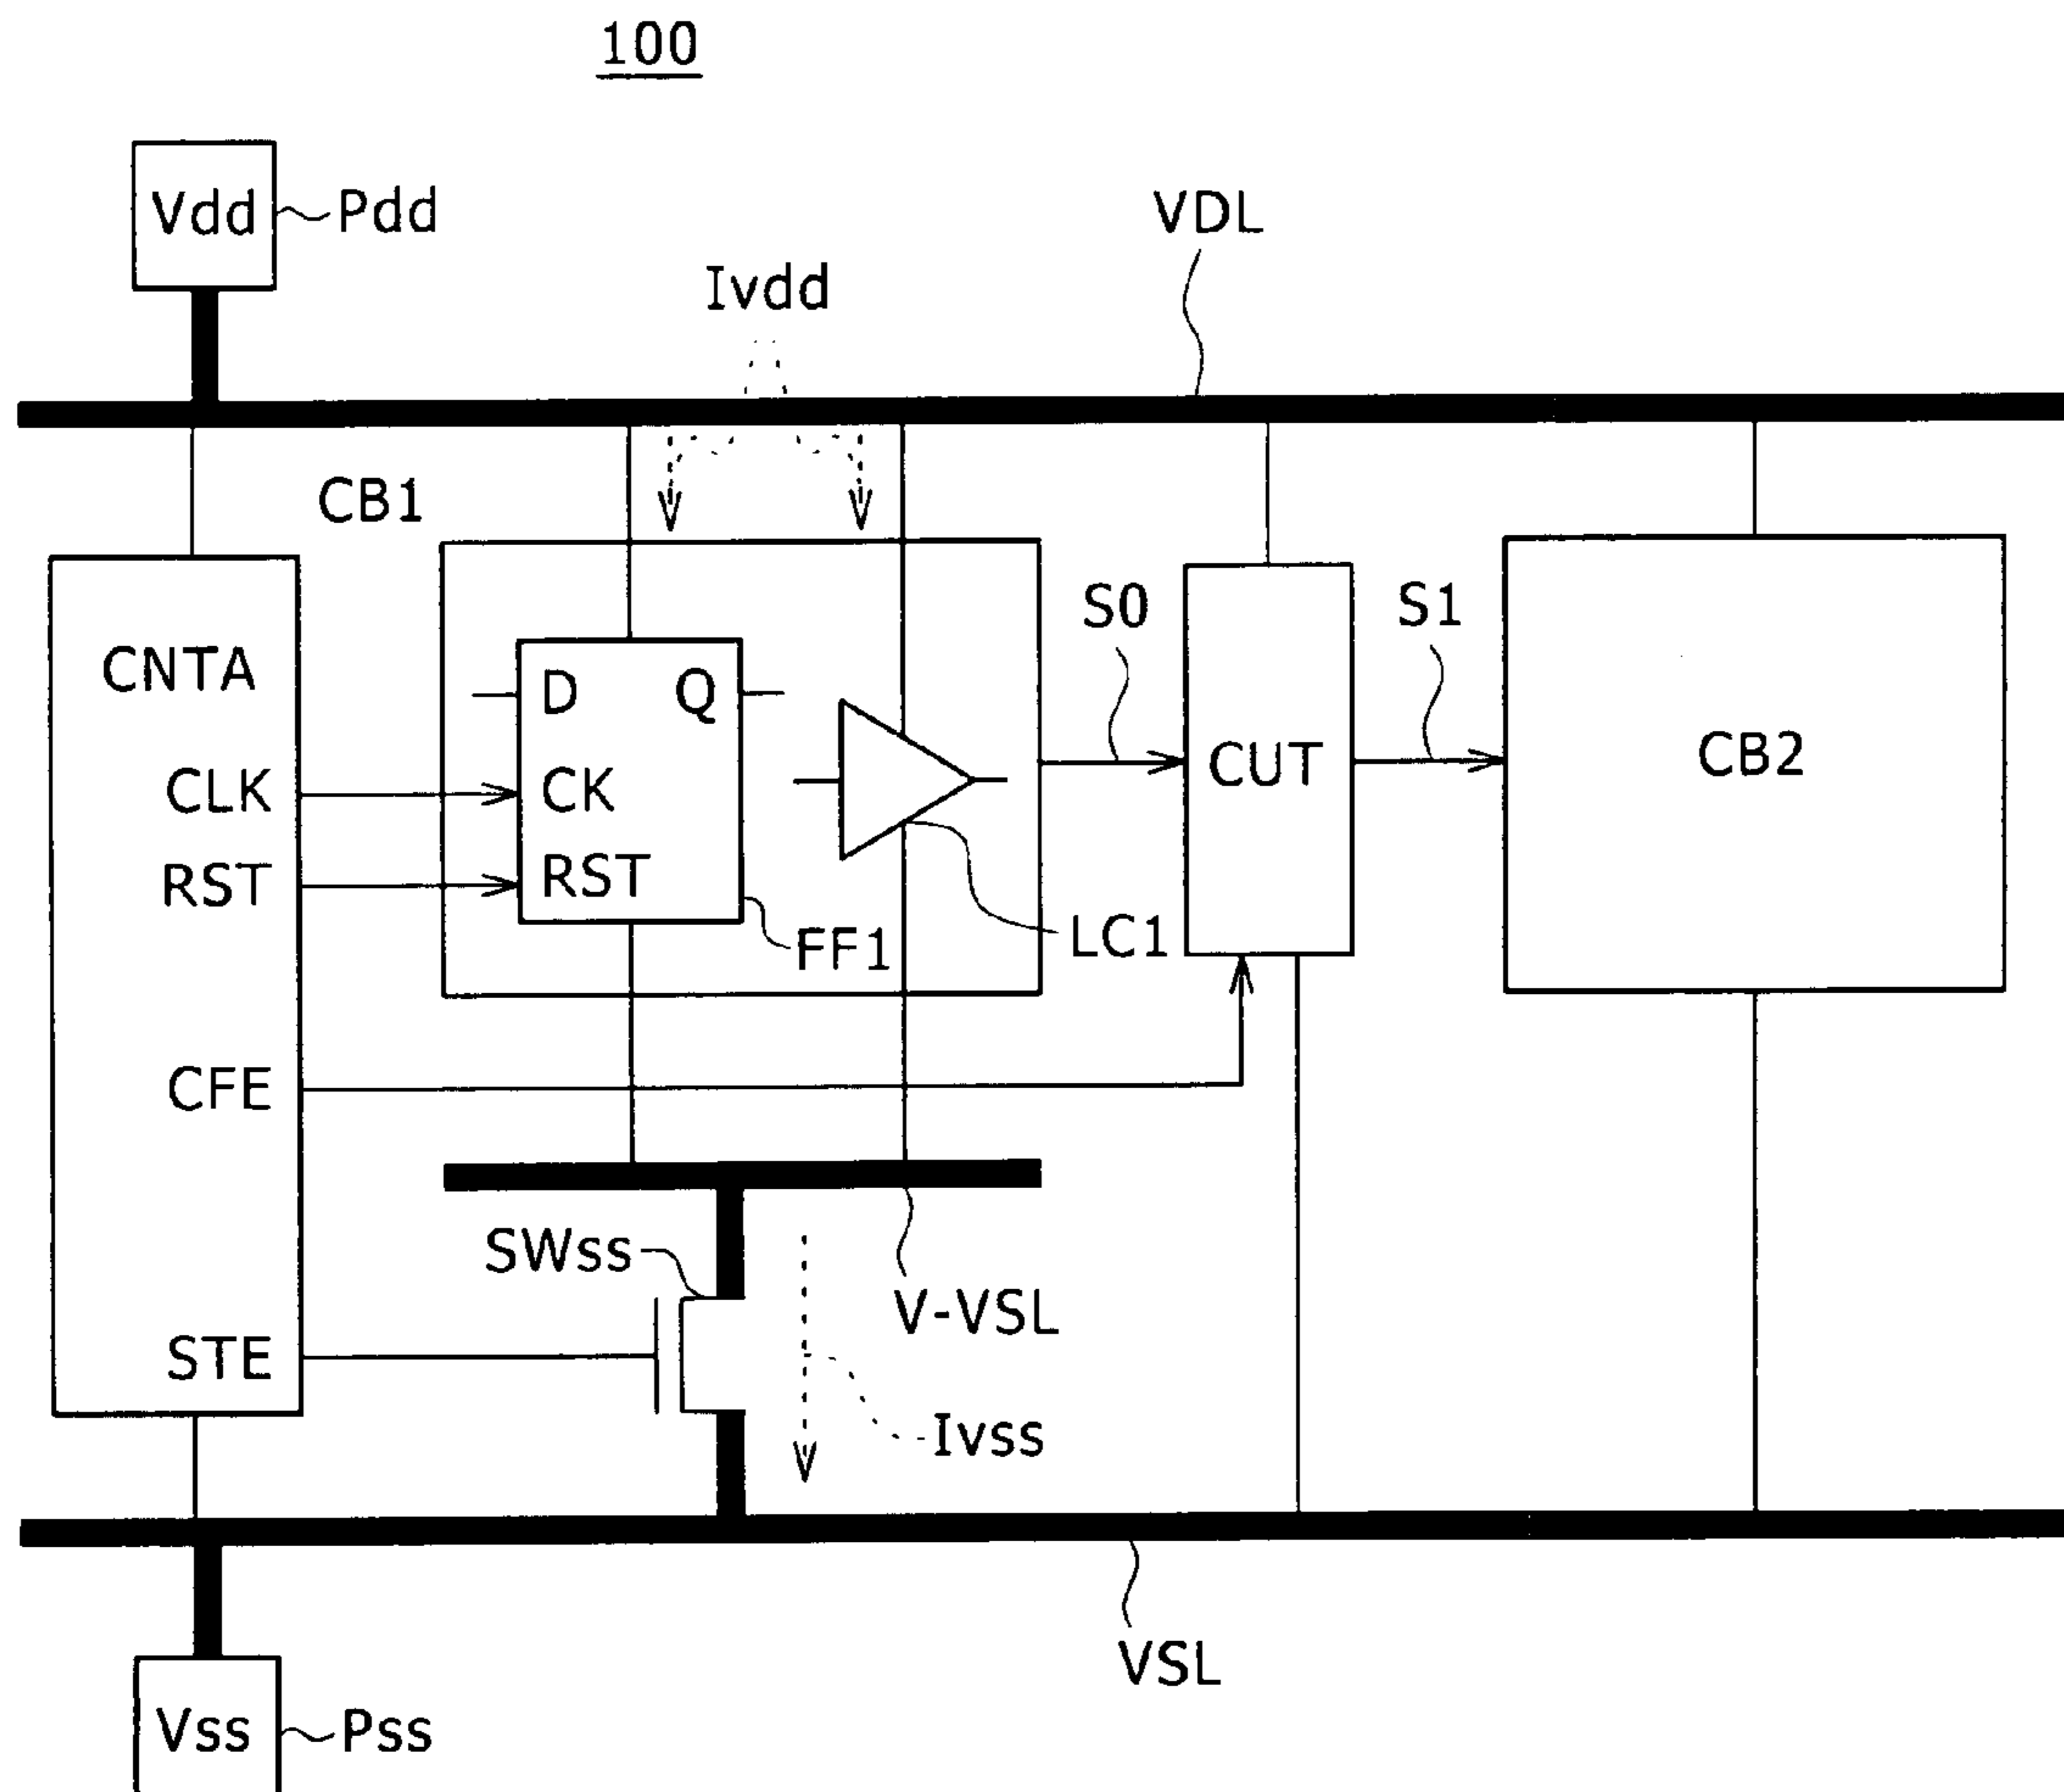 100
Vdd
Pdd
VDL
Ivdd
CB1
CNTA
CLK
RST
CFE
STE
D
Q
CK
RST
FF1
LC1
S0
CUT
S1
CB2
SWss
V-VSL
Ivss
VSL
Vss
Pss